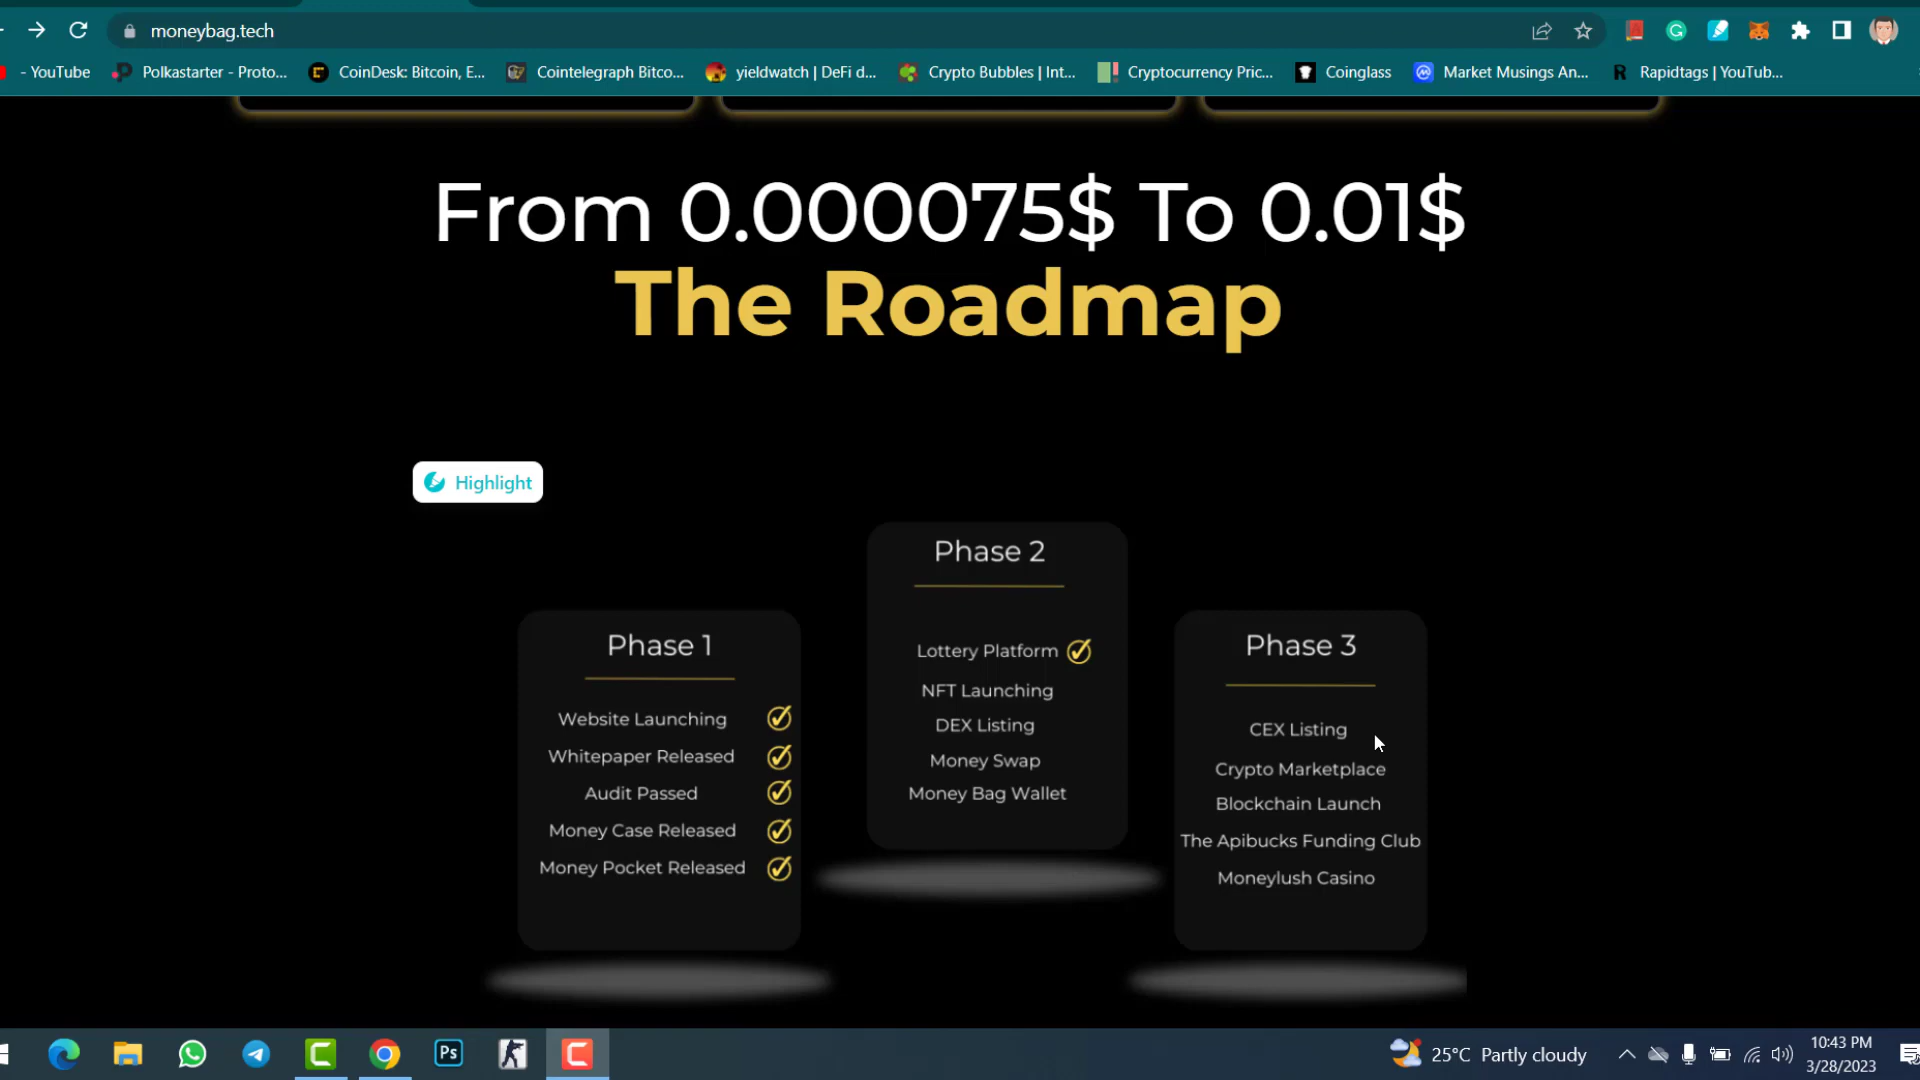 moneybag.tech
- YouTube
Polkastarter - Proto...
CoinDesk: Bitcoin, E...
Cointelegraph Bitco...
yieldwatch | DeFi d...
Crypto Bubbles | Int...
Cryptocurrency Pric...
Coinglass
Market Musings An...
Rapidtags | YouTub...
From 0.000075$ To 0.01$
The Roadmap
Highlight
Phase 1
Website Launching
Whitepaper Released
Audit Passed
Money Case Released
Money Pocket Released
Phase 2
Lottery Platform
NFT Launching
DEX Listing
Money Swap
Money Bag Wallet
Phase 3
CEX Listing
Crypto Marketplace
Blockchain Launch
The Apibucks Funding Club
Moneylush Casino
Ps
25°C Partly cloudy
10:43 PM
3/28/2023